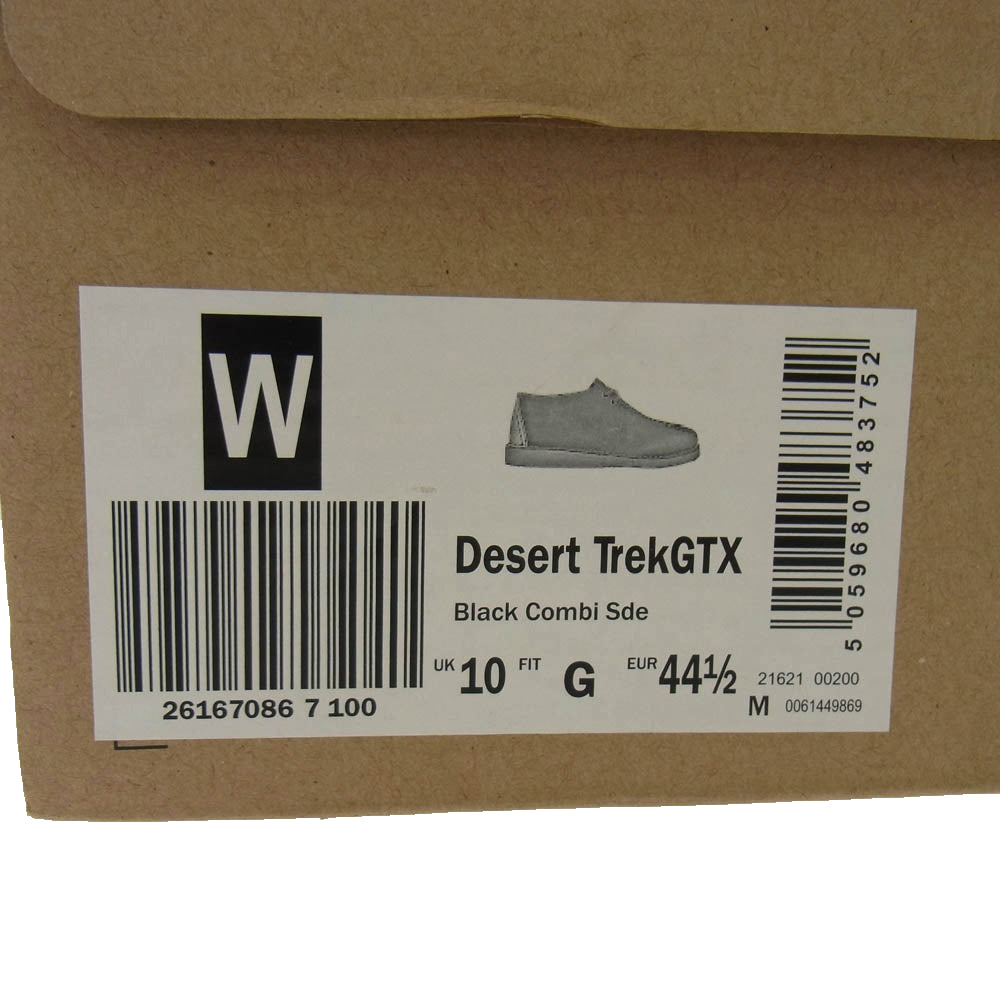 W
Desert TrekGTX
Black Combi Sde
UK 10 FIT G EUR 44½
26167086 7 100
5 059680 483752
21621 00200
M 0061449869